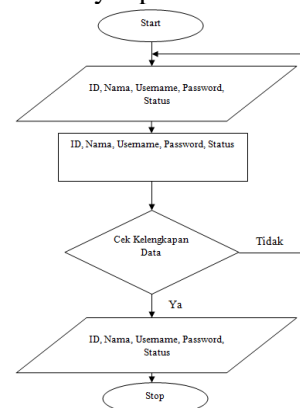 Start
ID, Nama, Username, Password,
Status
ID, Nama, Username, Password, Status
Cek Kelengkapan
Data
Tidak
Ya
ID, Nama, Username, Password,
Status
Stop